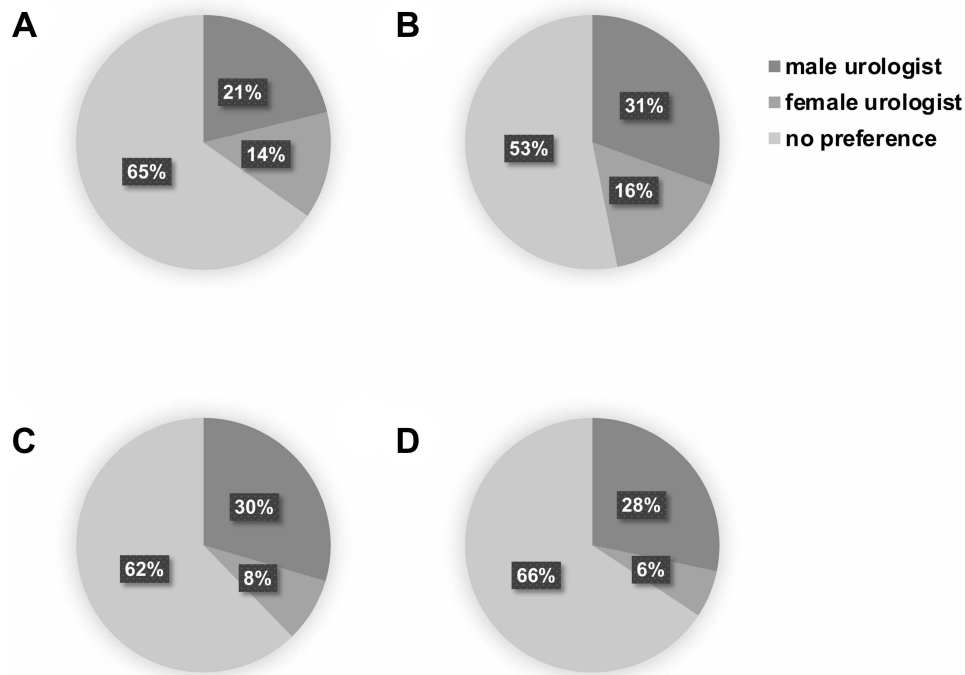 A
21%
14%
65%
B
31%
16%
53%
male urologist
female urologist
no preference
C
30%
8%
62%
D
28%
6%
66%